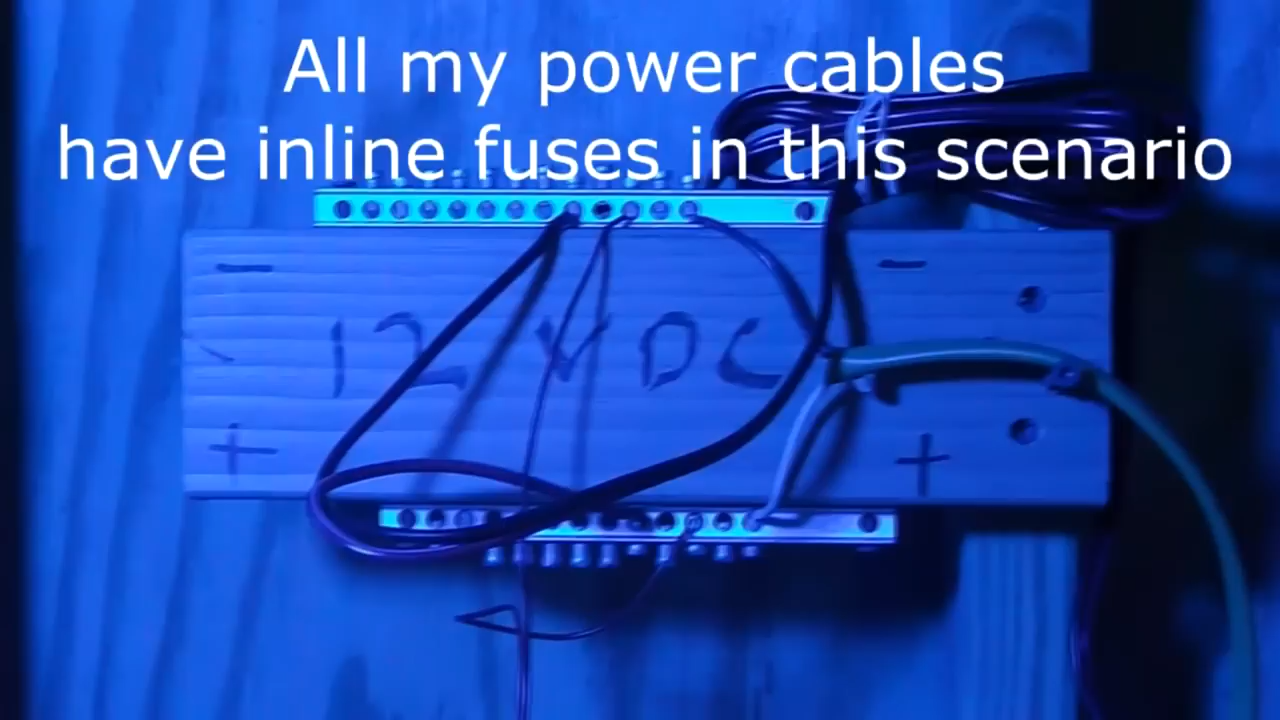 All my power cables
have inline fuses in this scenario
- -
12 VDC
+ +